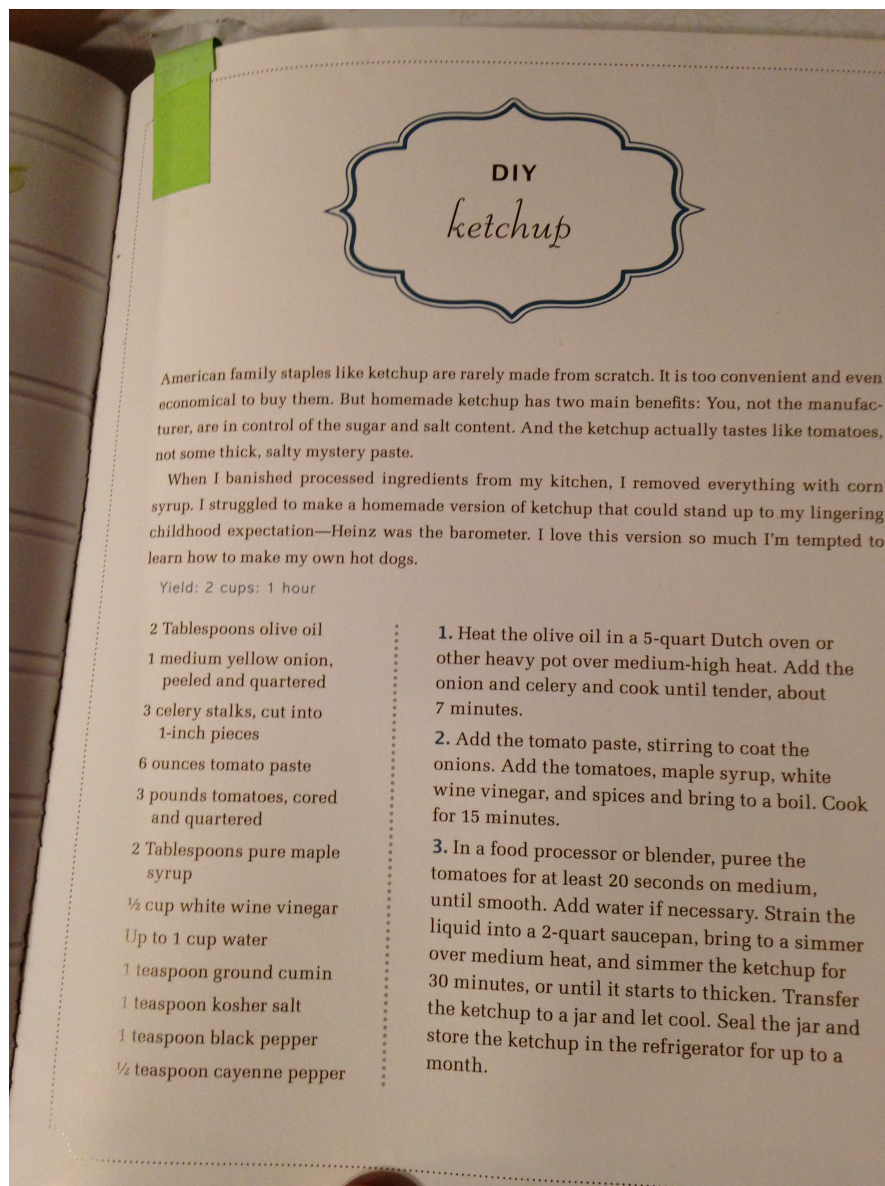 DIY
ketchup
American family staples like ketchup are rarely made from scratch. It is too convenient and even
economical to buy them. But homemade ketchup has two main benefits: You, not the manufac-
turer, are in control of the sugar and salt content. And the ketchup actually tastes like tomatoes,
not some thick, salty mystery paste.
When I banished processed ingredients from my kitchen, I removed everything with corn
syrup. I struggled to make a homemade version of ketchup that could stand up to my lingering
childhood expectation—Heinz was the barometer. I love this version so much I'm tempted to
learn how to make my own hot dogs.
Yield: 2 cups: 1 hour
2 Tablespoons olive oil
1 medium yellow onion,
peeled and quartered
3 celery stalks, cut into
1-inch pieces
6 ounces tomato paste
3 pounds tomatoes, cored
and quartered
2 Tablespoons pure maple
syrup
½ cup white wine vinegar
Up to 1 cup water
1 teaspoon ground cumin
1 teaspoon kosher salt
1 teaspoon black pepper
½ teaspoon cayenne pepper
1. Heat the olive oil in a 5-quart Dutch oven or
other heavy pot over medium-high heat. Add the
onion and celery and cook until tender, about
7 minutes.
2. Add the tomato paste, stirring to coat the
onions. Add the tomatoes, maple syrup, white
wine vinegar, and spices and bring to a boil. Cook
for 15 minutes.
3. In a food processor or blender, puree the
tomatoes for at least 20 seconds on medium,
until smooth. Add water if necessary. Strain the
liquid into a 2-quart saucepan, bring to a simmer
over medium heat, and simmer the ketchup for
30 minutes, or until it starts to thicken. Transfer
the ketchup to a jar and let cool. Seal the jar and
store the ketchup in the refrigerator for up to a
month.